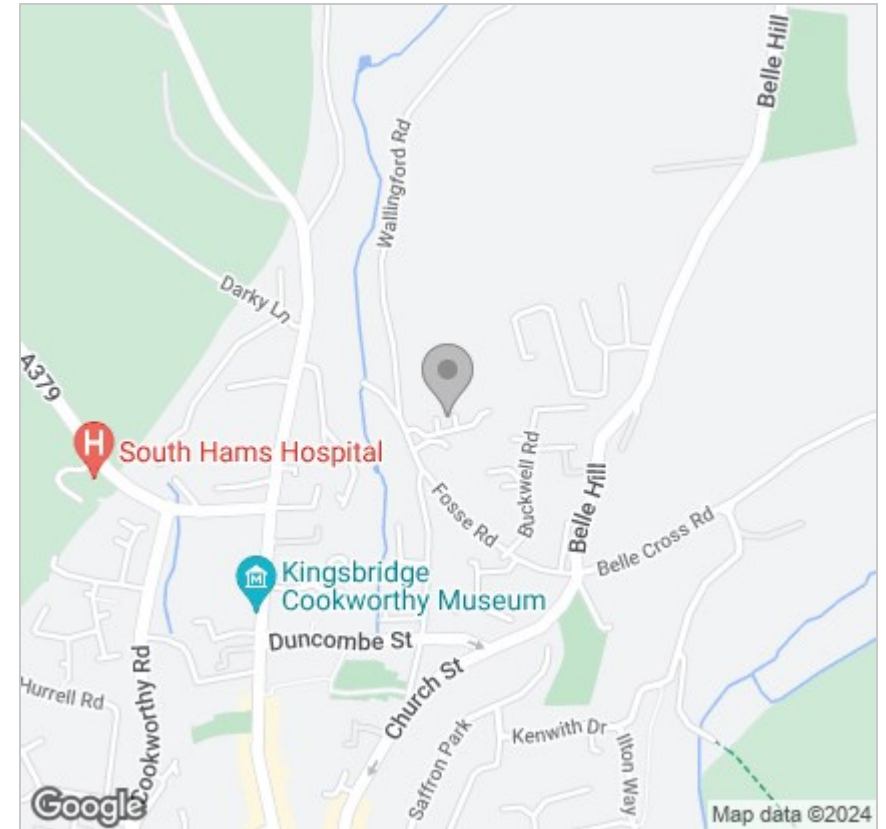 Belle Hill
Wallingford Rd
Darky Ln
A379
South Hams Hospital
H
Buckwell Rd
Fosse Rd
Belle Hill
Belle Cross Rd
Kingsbridge
Cookworthy Museum
M
Duncombe St
Church St
Hurrell Rd
Cookworthy Rd
Saffron Park
Kenwith Dr
Ilton Way
Google
Map data ©2024